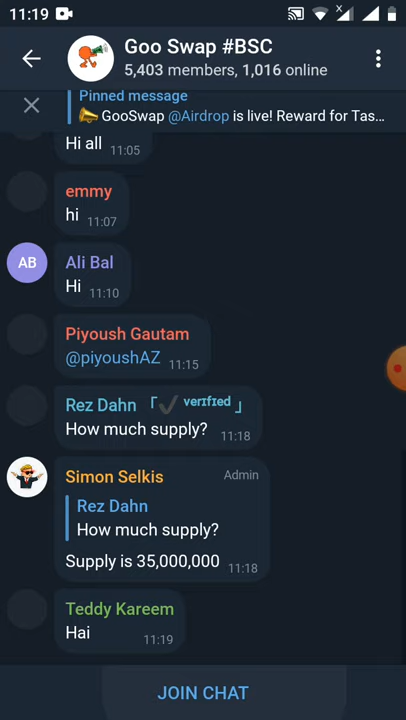 11:19
Goo Swap #BSC
5,403 members, 1,016 online
Pinned message
GooSwap @Airdrop is live! Reward for Tas...
Hi all 11:05
emmy
hi 11:07
AB
Ali Bal
Hi 11:10
Piyoush Gautam
@piyoushAZ 11:15
Rez Dahn 「✔ ᵛᵉʳɪfɪᵉᵈ 」
How much supply? 11:18
Simon Selkis Admin
Rez Dahn
How much supply?
Supply is 35,000,000 11:18
Teddy Kareem
Hai 11:19
JOIN CHAT